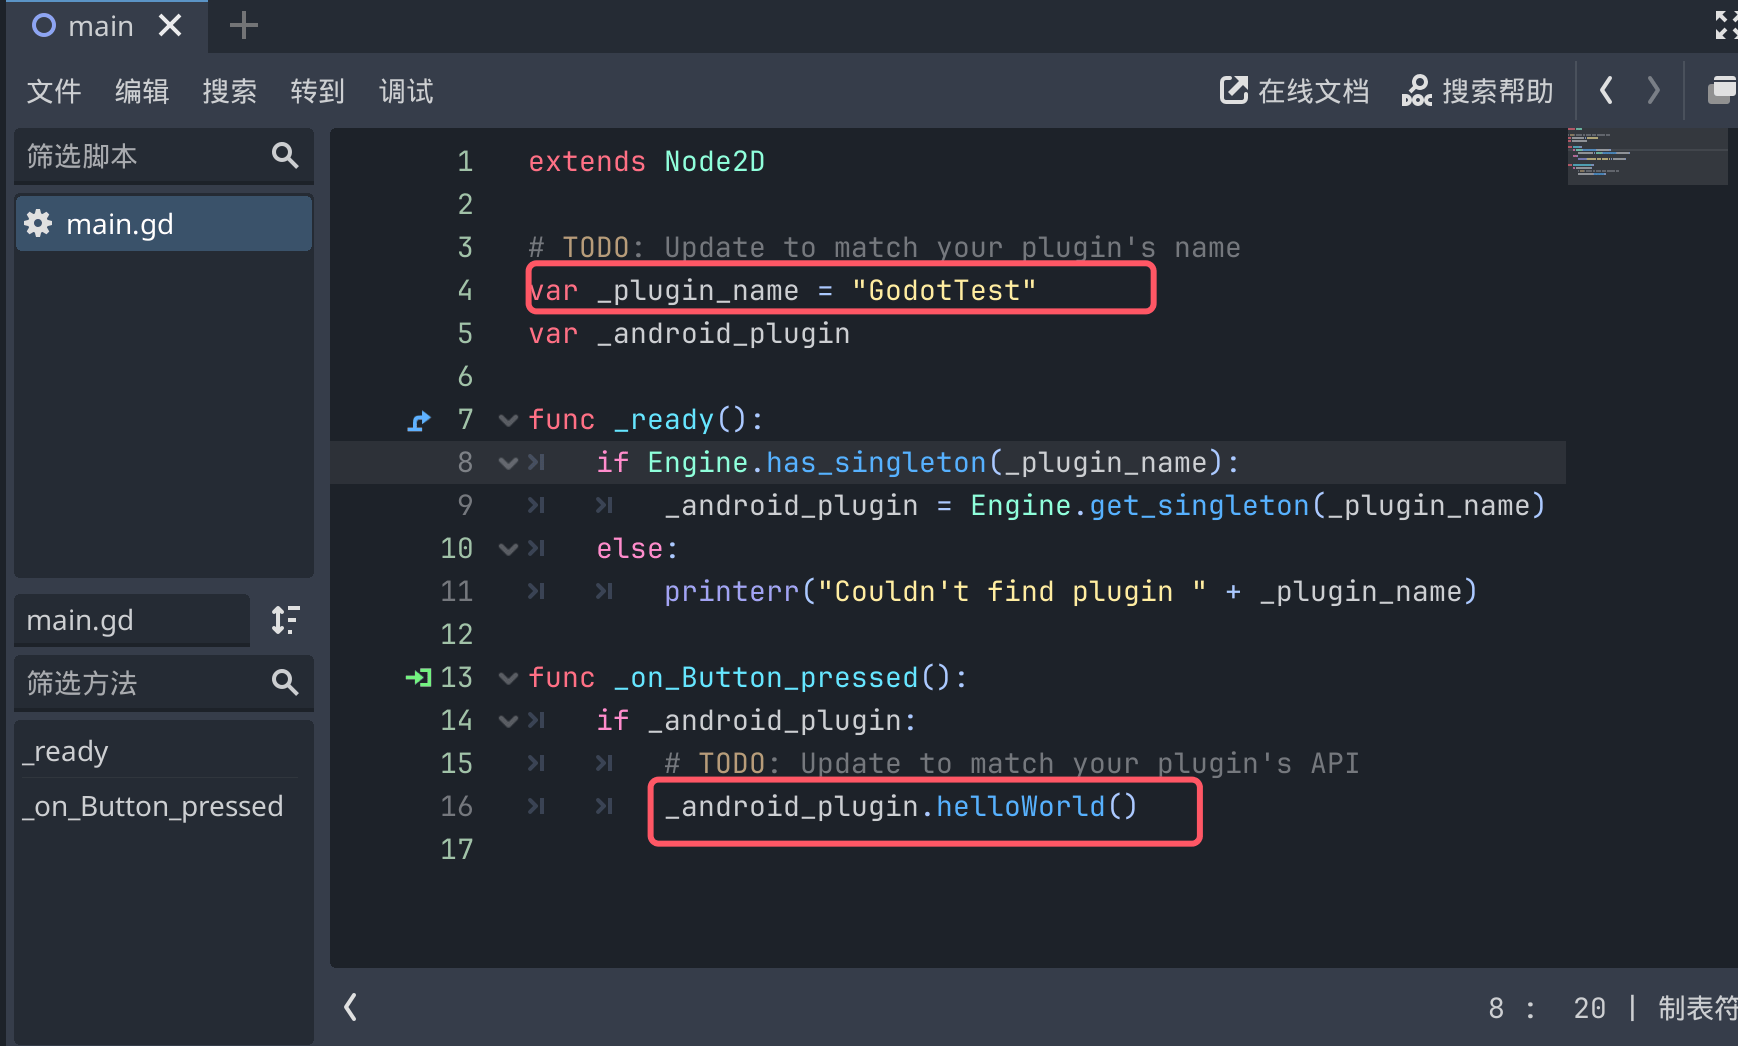 main
文件 编辑 搜索 转到 调试
在线文档 搜索帮助
筛选脚本
main.gd
main.gd
筛选方法
_ready
_on_Button_pressed
1 extends Node2D
2
3 # TODO: Update to match your plugin's name
4 var _plugin_name = "GodotTest"
5 var _android_plugin
6
7 func _ready():
8 if Engine.has_singleton(_plugin_name):
9 _android_plugin = Engine.get_singleton(_plugin_name)
10 else:
11 printerr("Couldn't find plugin " + _plugin_name)
12
13 func _on_Button_pressed():
14 if _android_plugin:
15 # TODO: Update to match your plugin's API
16 _android_plugin.helloWorld()
17
8 : 20 | 制表符